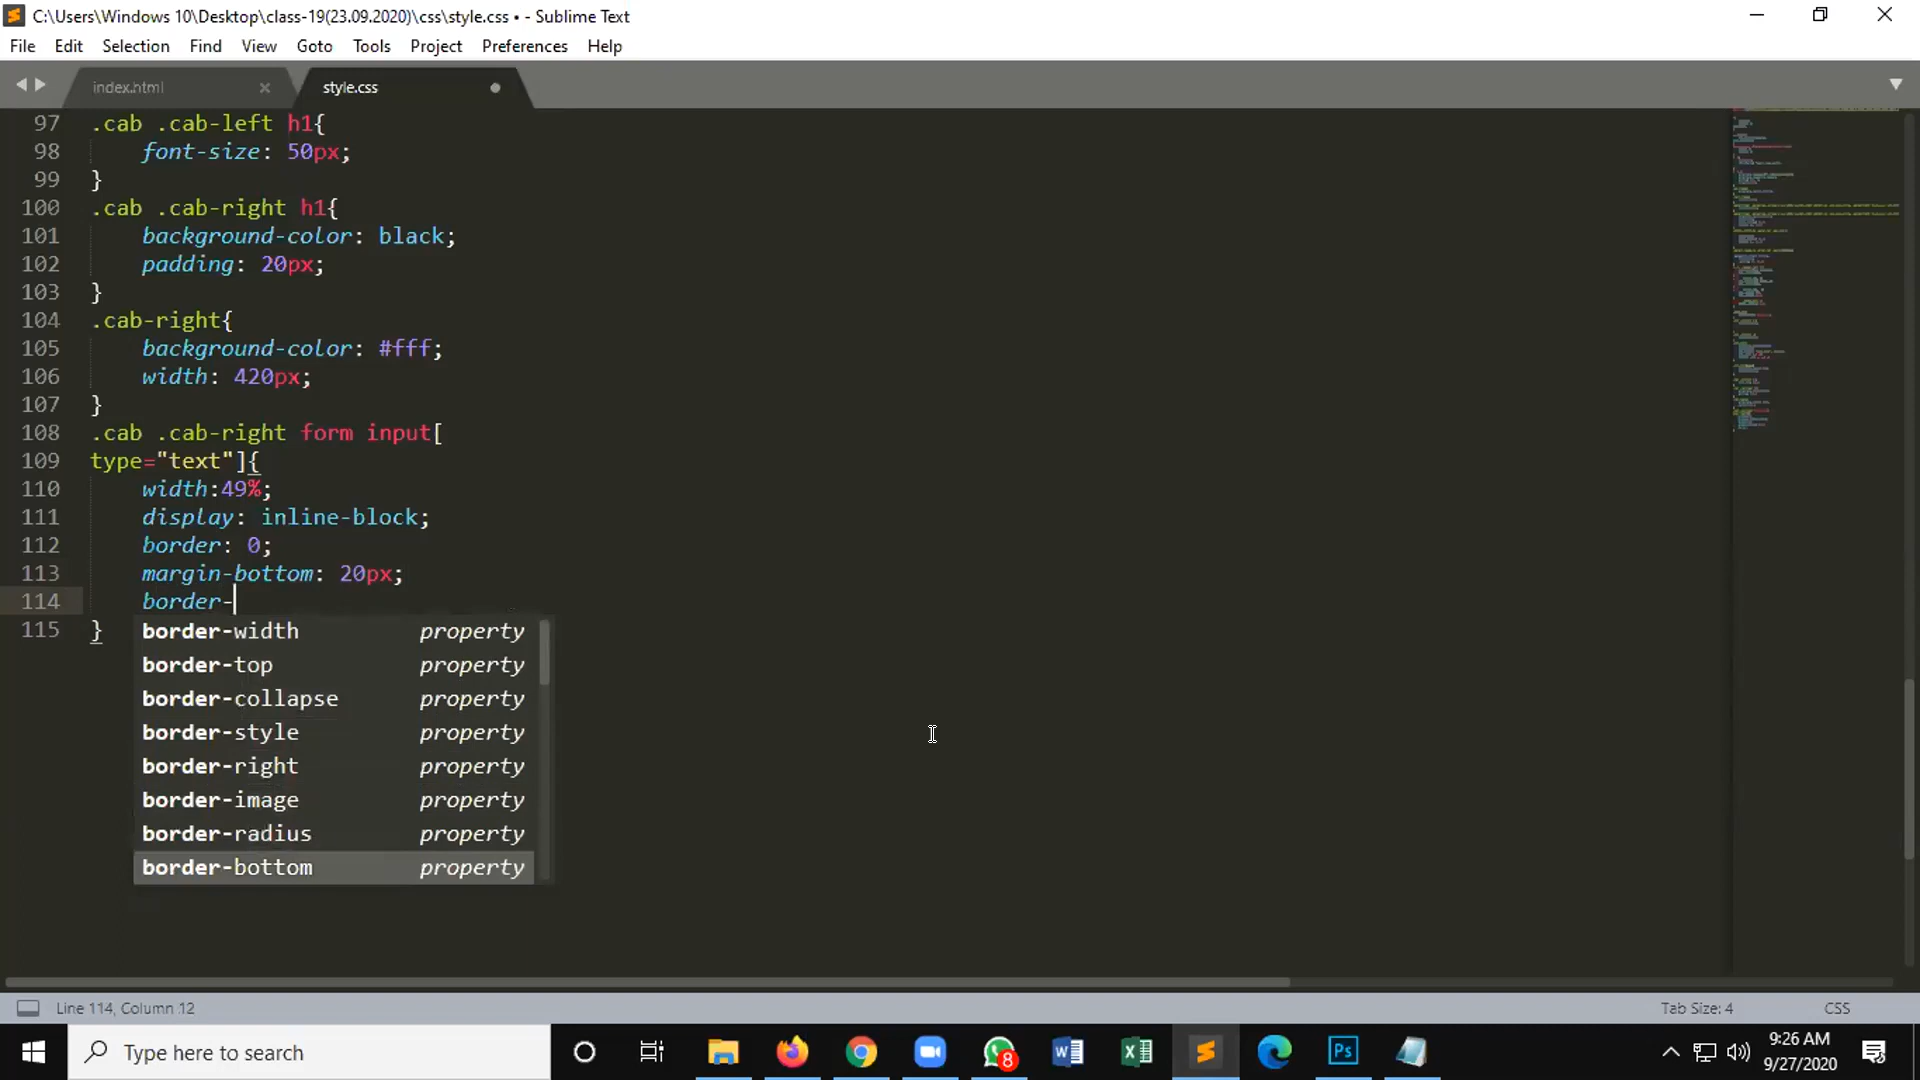 C:\Users\Windows 10\Desktop\class-19(23.09.2020)\css\style.css • - Sublime Text
File Edit Selection Find View Goto Tools Project Preferences Help
index.html × style.css
97 .cab .cab-left h1{
98 font-size: 50px;
99 }
100 .cab .cab-right h1{
101 background-color: black;
102 padding: 20px;
103 }
104 .cab-right{
105 background-color: #fff;
106 width: 420px;
107 }
108 .cab .cab-right form input[
109 type="text"]{
110 width:49%;
111 display: inline-block;
112 border: 0;
113 margin-bottom: 20px;
114 border-
115 }
border-width property
border-top property
border-collapse property
border-style property
border-right property
border-image property
border-radius property
border-bottom property
Line 114, Column 12 Tab Size: 4 CSS
Type here to search
8
Ps
9:26 AM
9/27/2020